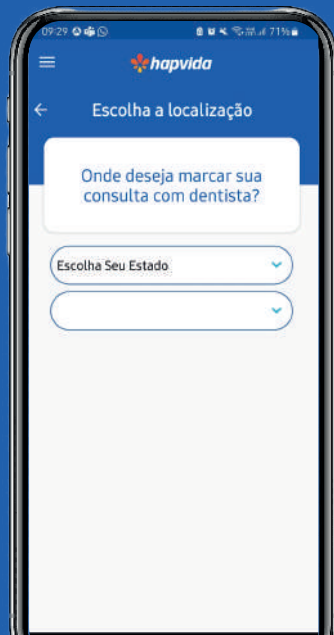 09:29
71%
hapvida
Escolha a localização
Onde deseja marcar sua
consulta com dentista?
Escolha Seu Estado